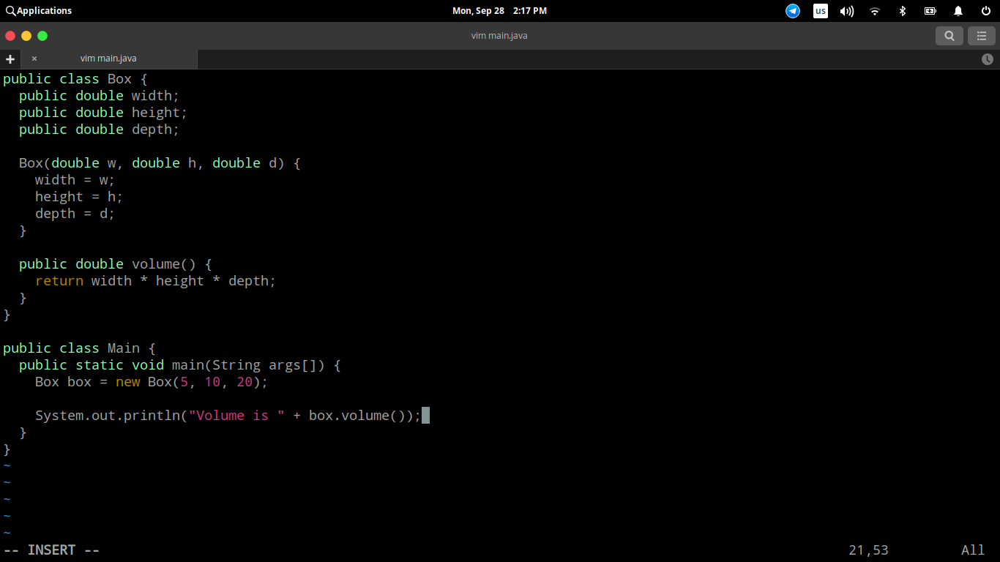 Applications
Mon, Sep 28 2:17 PM
us
vim main.java
+ × vim main.java
public class Box {
  public double width;
  public double height;
  public double depth;

  Box(double w, double h, double d) {
    width = w;
    height = h;
    depth = d;
  }

  public double volume() {
    return width * height * depth;
  }
}

public class Main {
  public static void main(String args[]) {
    Box box = new Box(5, 10, 20);

    System.out.println("Volume is " + box.volume());
  }
}
~
~
~
~
~
-- INSERT -- 21,53 All